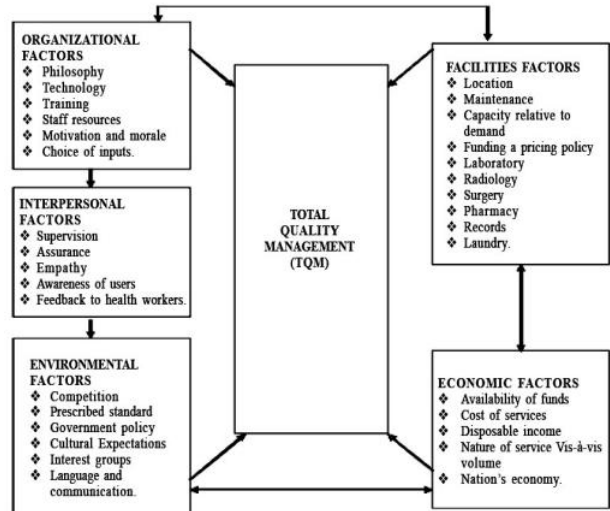 ORGANIZATIONAL
FACTORS
❖ Philosophy
❖ Technology
❖ Training
❖ Staff resources
❖ Motivation and morale
❖ Choice of inputs.
INTERPERSONAL
FACTORS
❖ Supervision
❖ Assurance
❖ Empathy
❖ Awareness of users
❖ Feedback to health workers.
ENVIRONMENTAL
FACTORS
❖ Competition
❖ Prescribed standard
❖ Government policy
❖ Cultural Expectations
❖ Interest groups
❖ Language and
communication.
TOTAL
QUALITY
MANAGEMENT
(TQM)
FACILITIES FACTORS
❖ Location
❖ Maintenance
❖ Capacity relative to
demand
❖ Funding a pricing policy
❖ Laboratory
❖ Radiology
❖ Surgery
❖ Pharmacy
❖ Records
❖ Laundry.
ECONOMIC FACTORS
❖ Availability of funds
❖ Cost of services
❖ Disposable income
❖ Nature of service Vis-à-vis
volume
❖ Nation's economy.